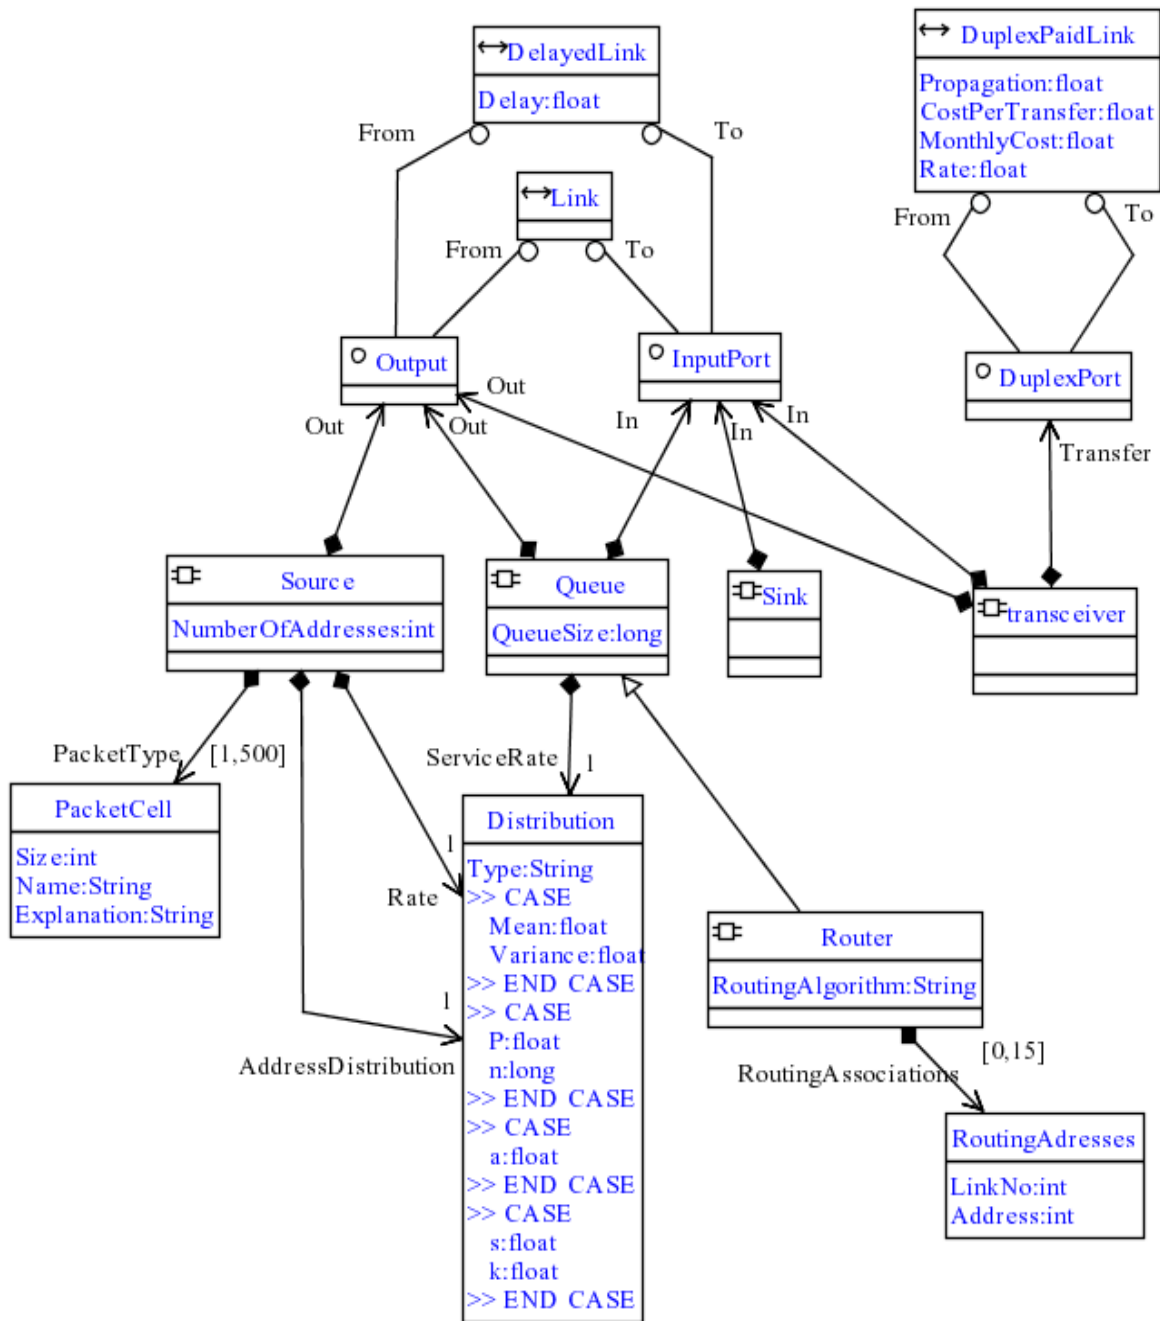 DelayedLink
Delay:float
From
To
DuplexPaidLink
Propagation:float
CostPerTransfer:float
MonthlyCost:float
Rate:float
From
To
Link
From
To
Output
InputPort
DuplexPort
Out
Out
Out
In
In
In
Transfer
Source
NumberOfAddresses:int
Queue
QueueSize:long
Sink
transceiver
PacketType
[1,500]
ServiceRate
1
PacketCell
Size:int
Name:String
Explanation:String
Rate
1
AddressDistribution
1
Distribution
Type:String
>> CASE
Mean:float
Variance:float
>> END CASE
>> CASE
P:float
n:long
>> END CASE
>> CASE
a:float
>> END CASE
>> CASE
s:float
k:float
>> END CASE
Router
RoutingAlgorithm:String
RoutingAssociations
[0,15]
RoutingAdresses
LinkNo:int
Address:int